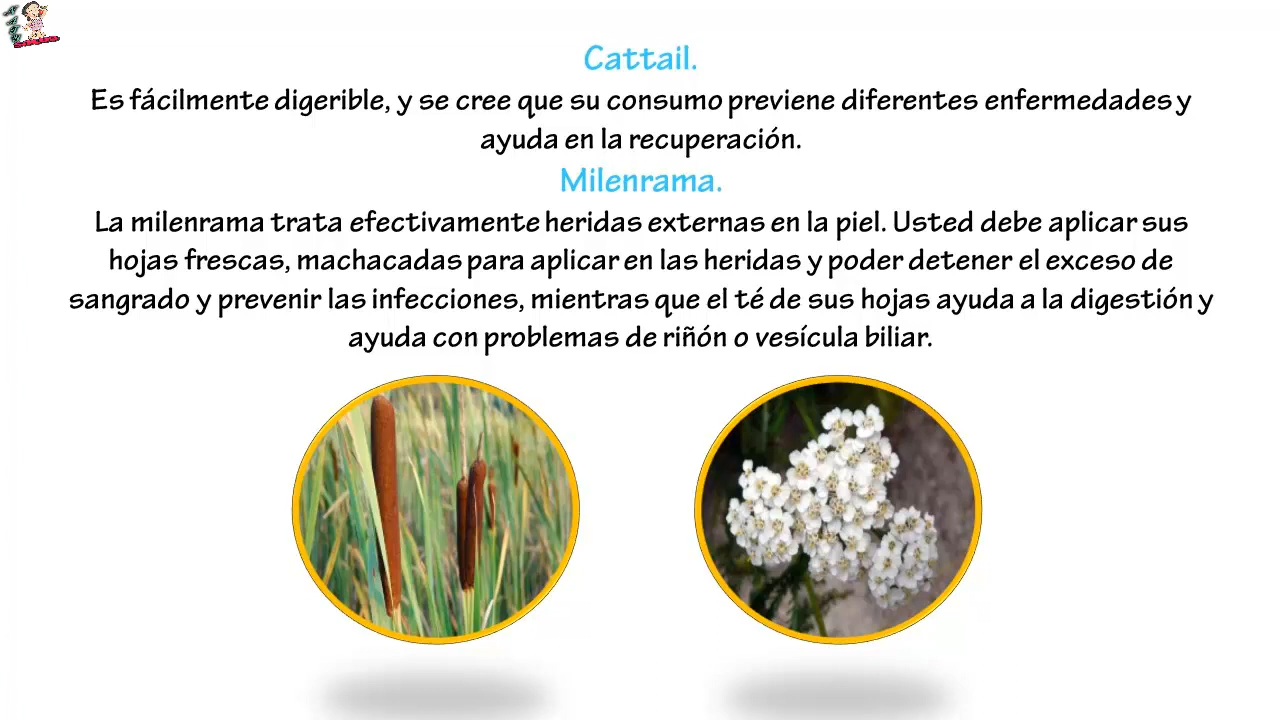 Cattail.
Es fácilmente digerible, y se cree que su consumo previene diferentes enfermedades y
ayuda en la recuperación.
Milenrama.
La milenrama trata efectivamente heridas externas en la piel. Usted debe aplicar sus
hojas frescas, machacadas para aplicar en las heridas y poder detener el exceso de
sangrado y prevenir las infecciones, mientras que el té de sus hojas ayuda a la digestión y
ayuda con problemas de riñón o vesícula biliar.